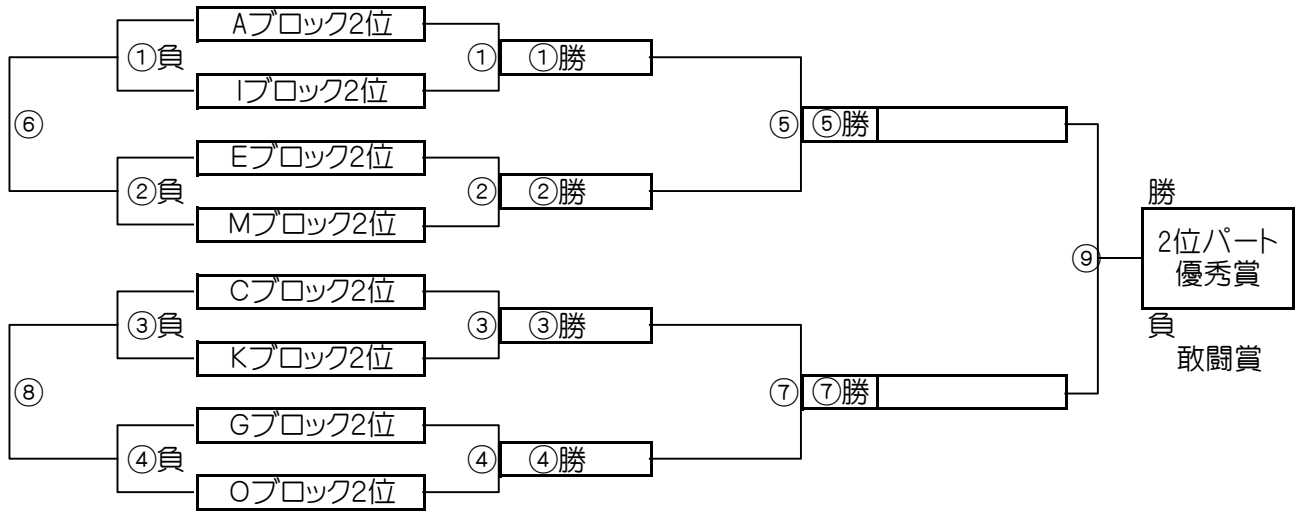 Aブロック2位
①負 ① ①勝
Iブロック2位
⑥ ⑤ ⑤勝
Eブロック2位
②負 ② ②勝
Mブロック2位
勝
2位パート
優秀賞
⑨
Cブロック2位
③負 ③ ③勝
負
敢闘賞
Kブロック2位
⑧ ⑦ ⑦勝
Gブロック2位
④負 ④ ④勝
Oブロック2位